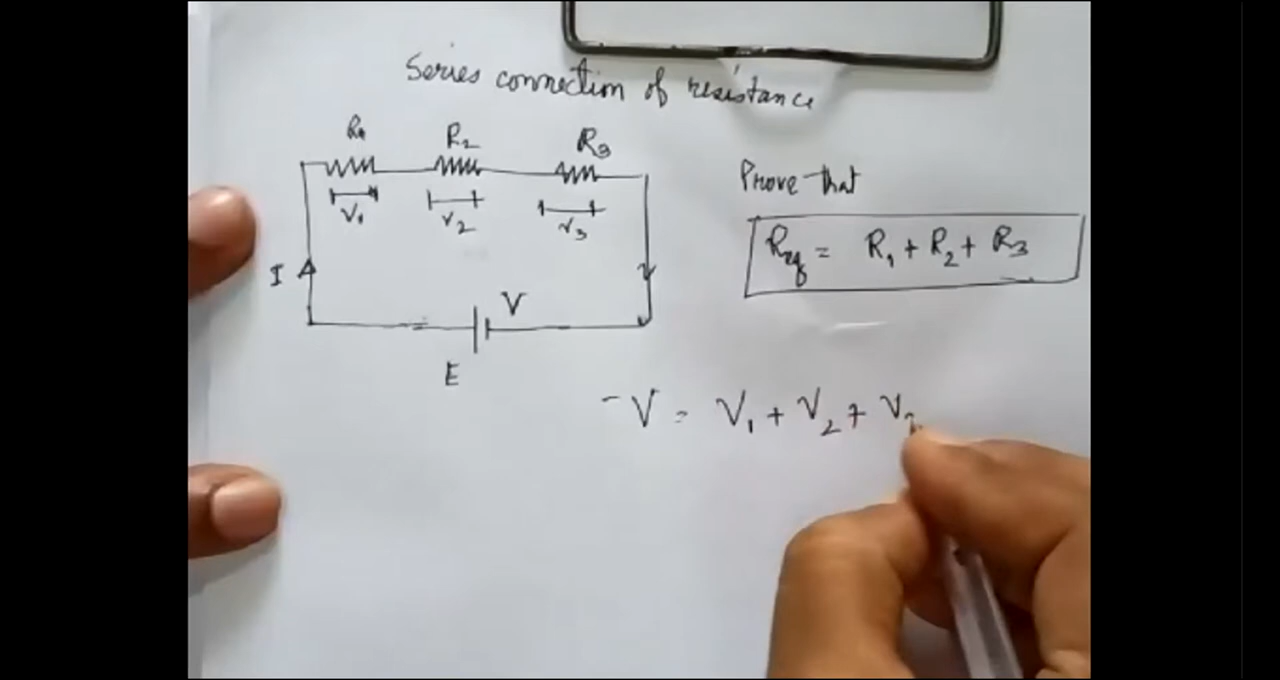 Series connection of resistance
R1 R2 R3
V1 V2 V3
Prove that
Req = R1 + R2 + R3
I
V
E
V = V1 + V2 + V